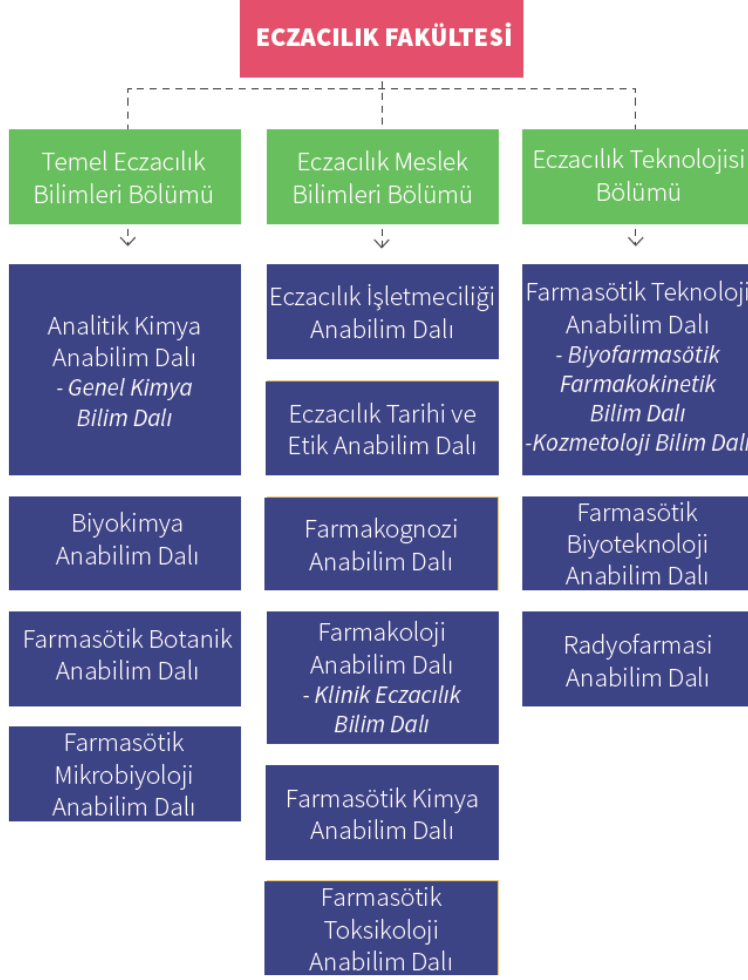 ECZACILIK FAKÜLTESİ
Temel Eczacılık
Bilimleri Bölümü
Analitik Kimya
Anabilim Dalı
- Genel Kimya
Bilim Dalı
Biyokimya
Anabilim Dalı
Farmasötik Botanik
Anabilim Dalı
Farmasötik
Mikrobiyoloji
Anabilim Dalı
Eczacılık Meslek
Bilimleri Bölümü
Eczacılık İşletmeciliği
Anabilim Dalı
Eczacılık Tarihi ve
Etik Anabilim Dalı
Farmakognozi
Anabilim Dalı
Farmakoloji
Anabilim Dalı
- Klinik Eczacılık
Bilim Dalı
Farmasötik Kimya
Anabilim Dalı
Farmasötik
Toksikoloji
Anabilim Dalı
Eczacılık Teknolojisi
Bölümü
Farmasötik Teknoloji
Anabilim Dalı
- Biyofarmasötik
Farmakokinetik
Bilim Dalı
-Kozmetoloji Bilim Dalı
Farmasötik
Biyoteknoloji
Anabilim Dalı
Radyofarmasi
Anabilim Dalı